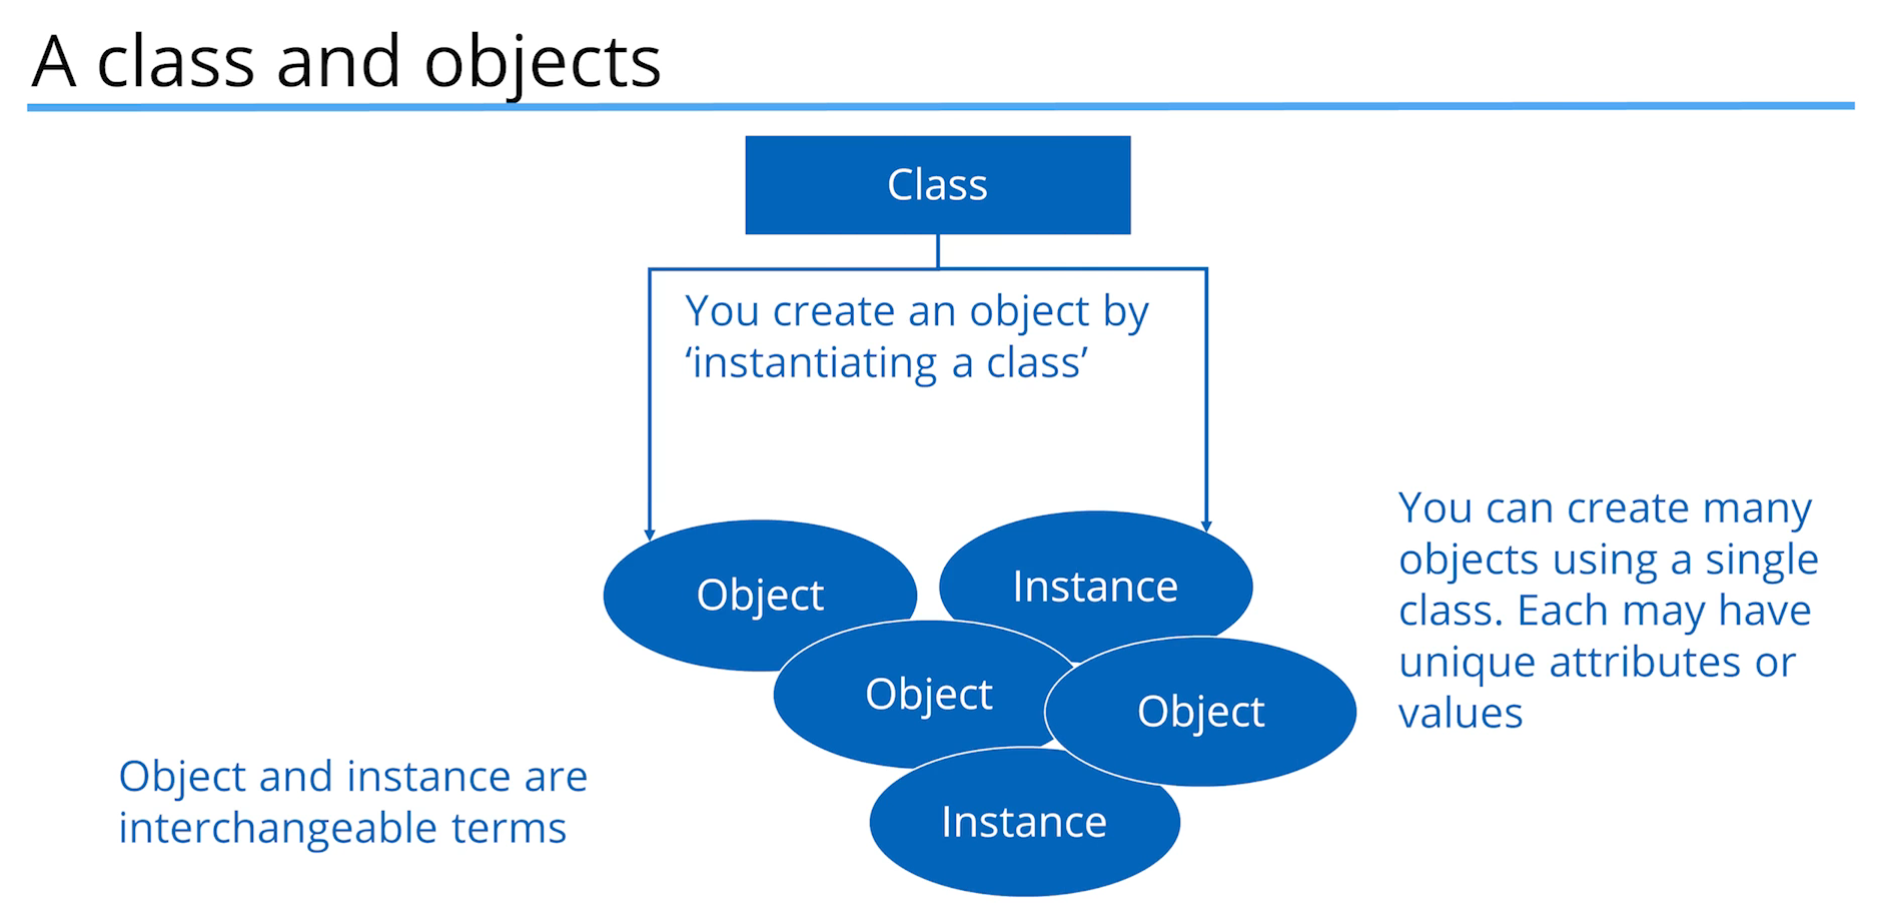 A class and objects
Class
You create an object by
‘instantiating a class’
Object
Instance
Object
Object
Instance
You can create many
objects using a single
class. Each may have
unique attributes or
values
Object and instance are
interchangeable terms